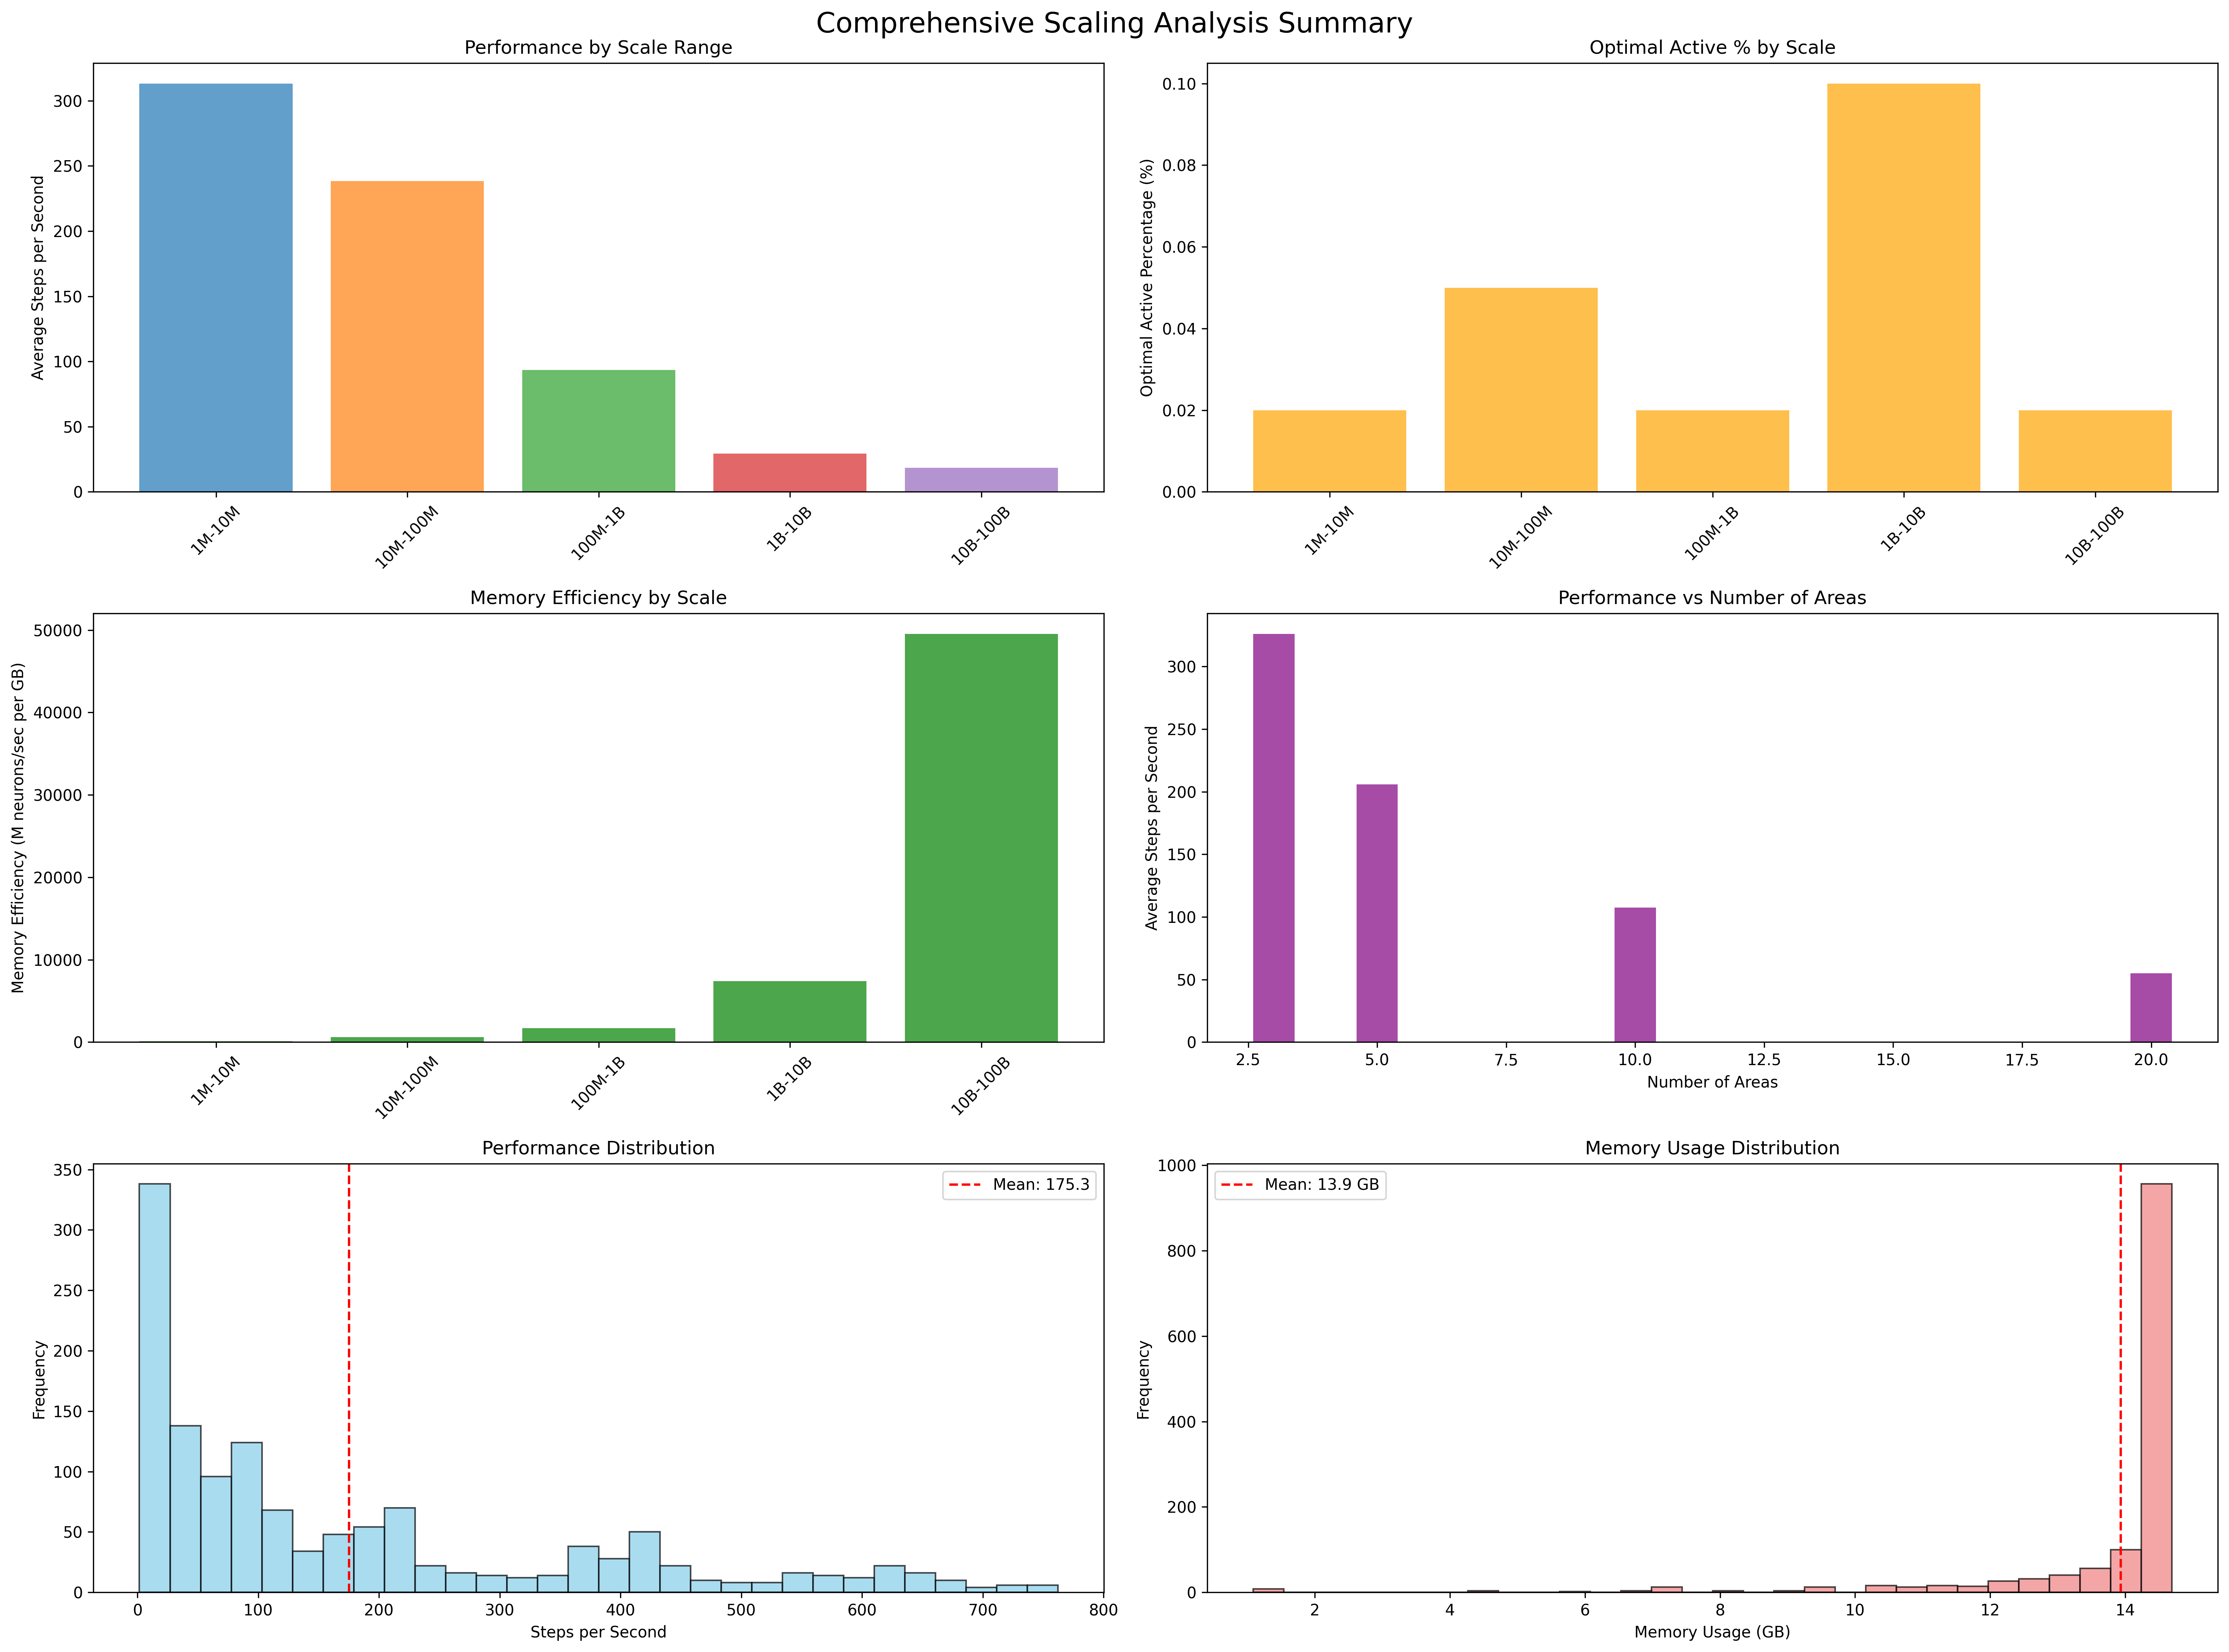 Comprehensive Scaling Analysis Summary
Performance by Scale Range
Average Steps per Second
300
250
200
150
100
50
0
1M-10M
10M-100M
100M-1B
1B-10B
10B-100B
Optimal Active % by Scale
Optimal Active Percentage (%)
0.10
0.08
0.06
0.04
0.02
0.00
1M-10M
10M-100M
100M-1B
1B-10B
10B-100B
Memory Efficiency by Scale
Memory Efficiency (M neurons/sec per GB)
50000
40000
30000
20000
10000
0
1M-10M
10M-100M
100M-1B
1B-10B
10B-100B
Performance vs Number of Areas
Average Steps per Second
300
250
200
150
100
50
0
2.5 5.0 7.5 10.0 12.5 15.0 17.5 20.0
Number of Areas
Performance Distribution
Mean: 175.3
Frequency
350
300
250
200
150
100
50
0
0 100 200 300 400 500 600 700 800
Steps per Second
Memory Usage Distribution
Mean: 13.9 GB
Frequency
1000
800
600
400
200
0
2 4 6 8 10 12 14
Memory Usage (GB)